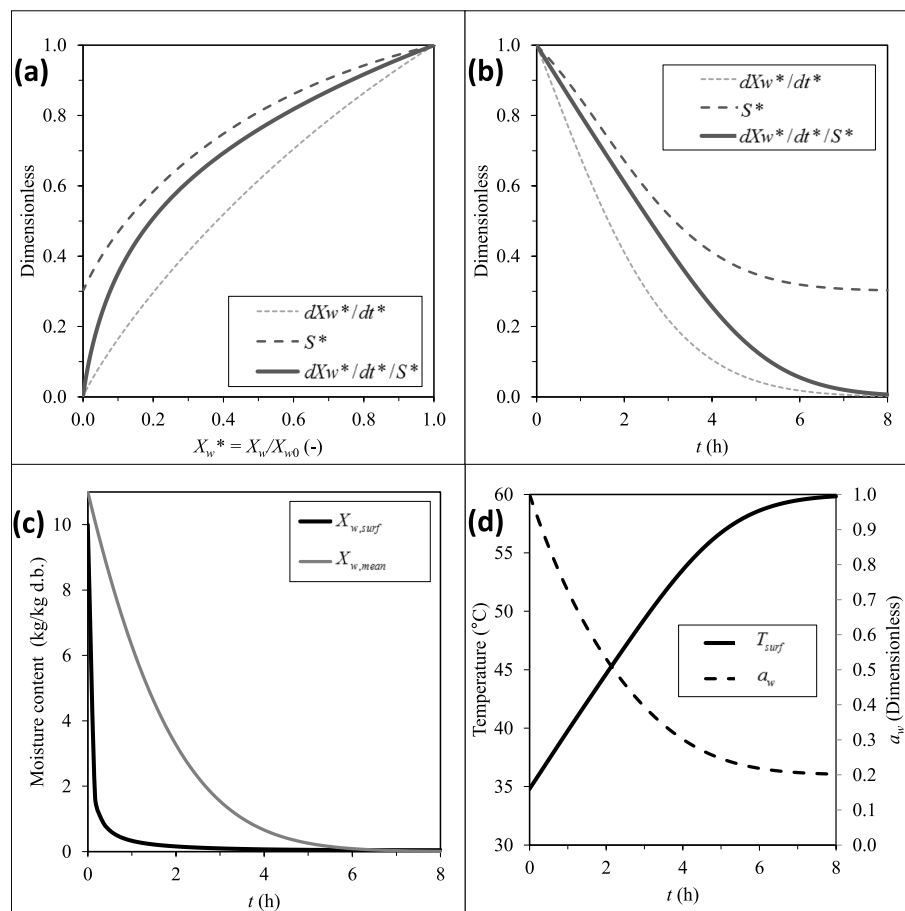 (a)
1.0
0.8
0.6
0.4
0.2
0.0
Dimensionless
dXw*/dt*
S*
dXw*/dt*/S*
0.0 0.2 0.4 0.6 0.8 1.0
Xw* = Xw/Xw0 (-)
(b)
1.0
0.8
0.6
0.4
0.2
0.0
Dimensionless
dXw*/dt*
S*
dXw*/dt*/S*
0 2 4 6 8
t (h)
(c)
10
8
6
4
2
0
Moisture content (kg/kg d.b.)
Xw,surf
Xw,mean
0 2 4 6 8
t (h)
(d)
60
55
50
45
40
35
30
Temperature (°C)
Tsurf
aw
1.0
0.9
0.8
0.7
0.6
0.5
0.4
0.3
0.2
0.1
0.0
aw (Dimensionless)
0 2 4 6 8
t (h)